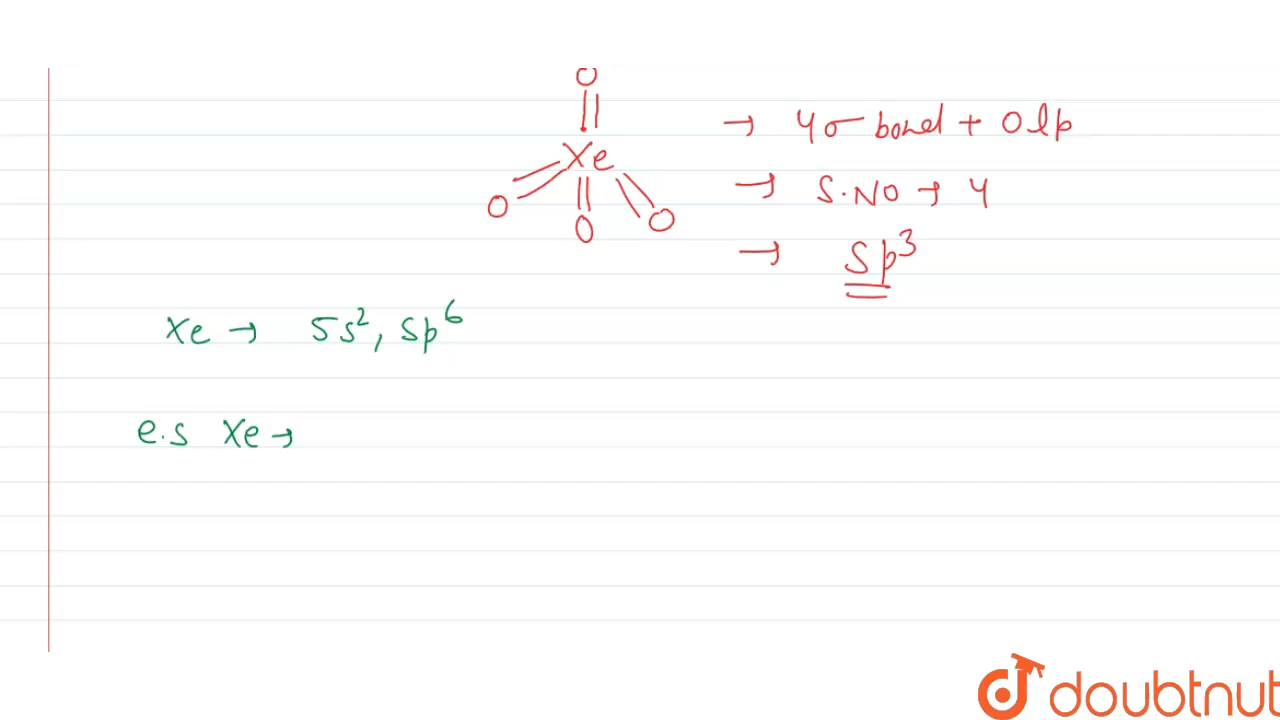 O
→ 4σ bond + 0 lp
Xe
→ S.NO → 4
O O O
→ sp³
Xe → 5s², 5p⁶
e.s Xe →
doubtnut